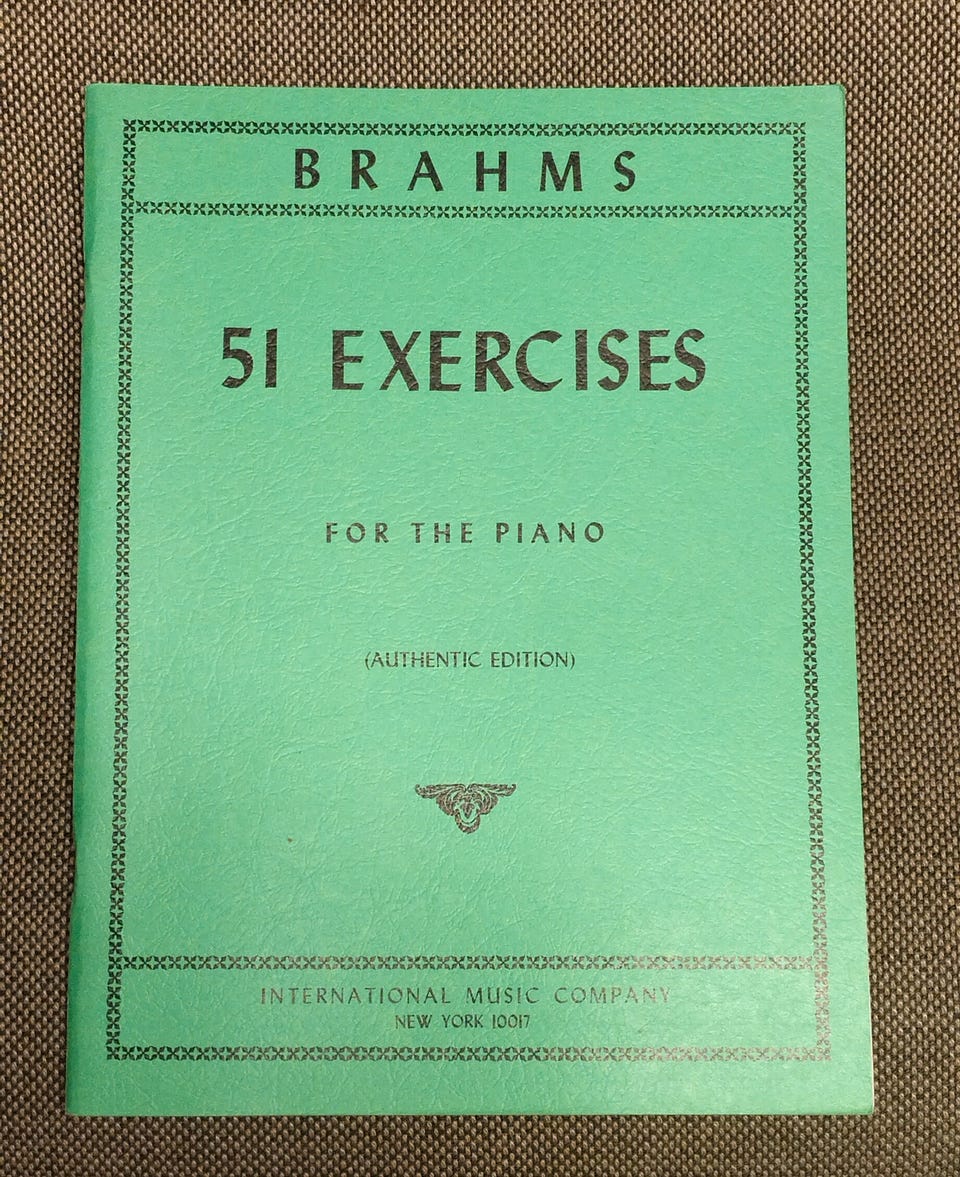 BRAHMS
51 EXERCISES
FOR THE PIANO
(AUTHENTIC EDITION)
INTERNATIONAL MUSIC COMPANY
NEW YORK 10017